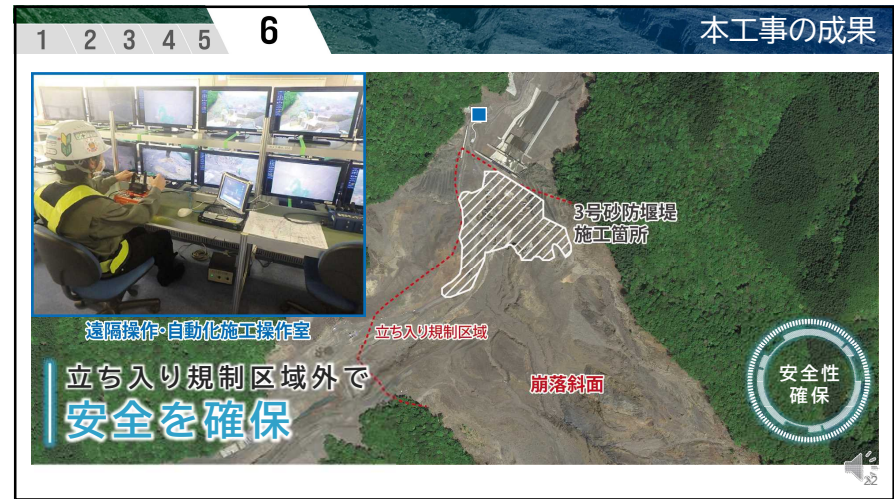 1 2 3 4 5 6
本工事の成果
3号砂防堰堤
施工箇所
遠隔操作・自動化施工操作室
立ち入り規制区域
崩落斜面
立ち入り規制区域外で
安全を確保
安全性
確保
22